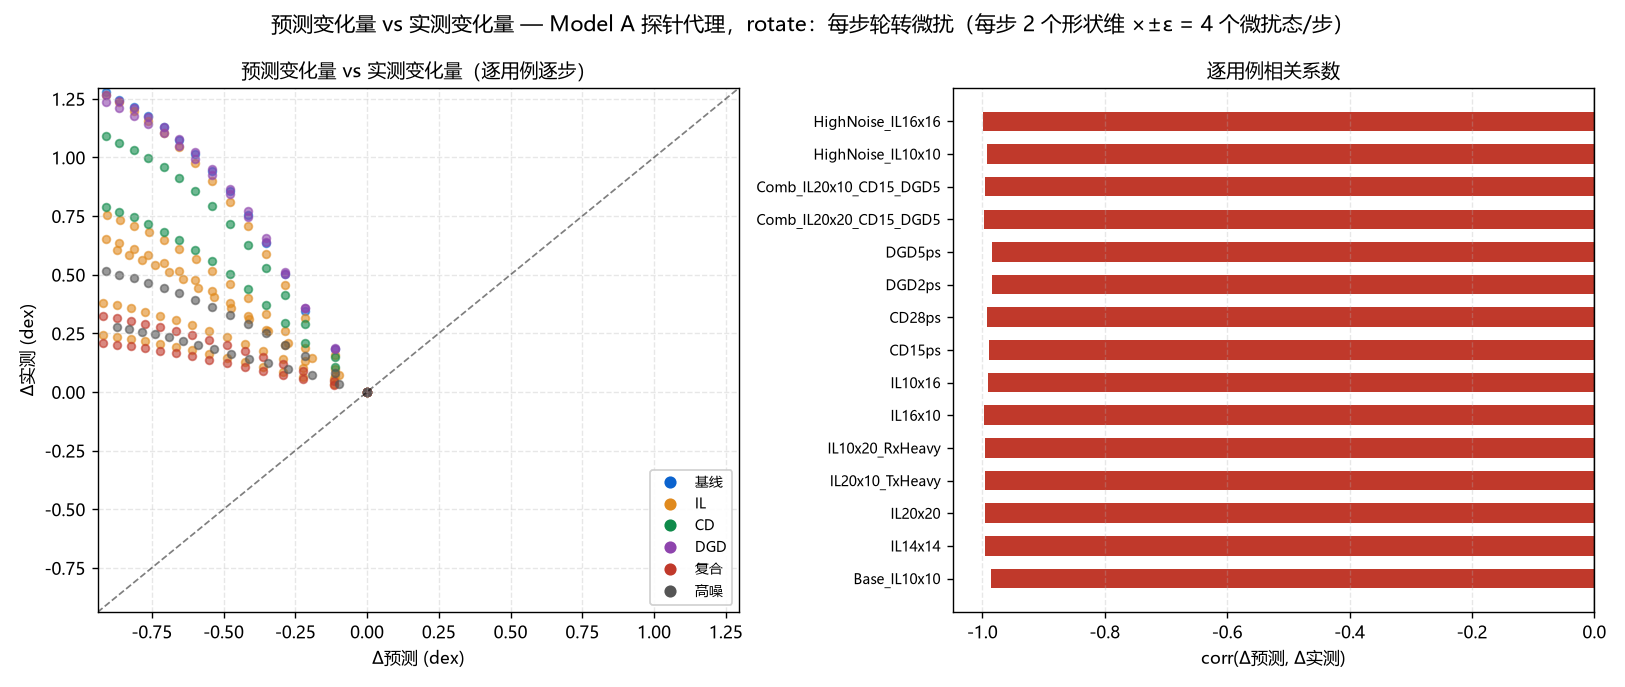 预测变化量 vs 实测变化量 — Model A 探针代理，rotate：每步轮转微扰（每步 2 个形状维 ×±ε = 4 个微扰态/步）
预测变化量 vs 实测变化量（逐用例逐步）
1.25
1.00
0.75
0.50
0.25
0.00
-0.25
-0.50
-0.75
Δ实测 (dex)
基线
IL
CD
DGD
复合
高噪
-0.75 -0.50 -0.25 0.00 0.25 0.50 0.75 1.00 1.25
Δ预测 (dex)
逐用例相关系数
HighNoise_IL16x16
HighNoise_IL10x10
Comb_IL20x10_CD15_DGD5
Comb_IL20x20_CD15_DGD5
DGD5ps
DGD2ps
CD28ps
CD15ps
IL10x16
IL16x10
IL10x20_RxHeavy
IL20x10_TxHeavy
IL20x20
IL14x14
Base_IL10x10
-1.0 -0.8 -0.6 -0.4 -0.2 0.0
corr(Δ预测, Δ实测)